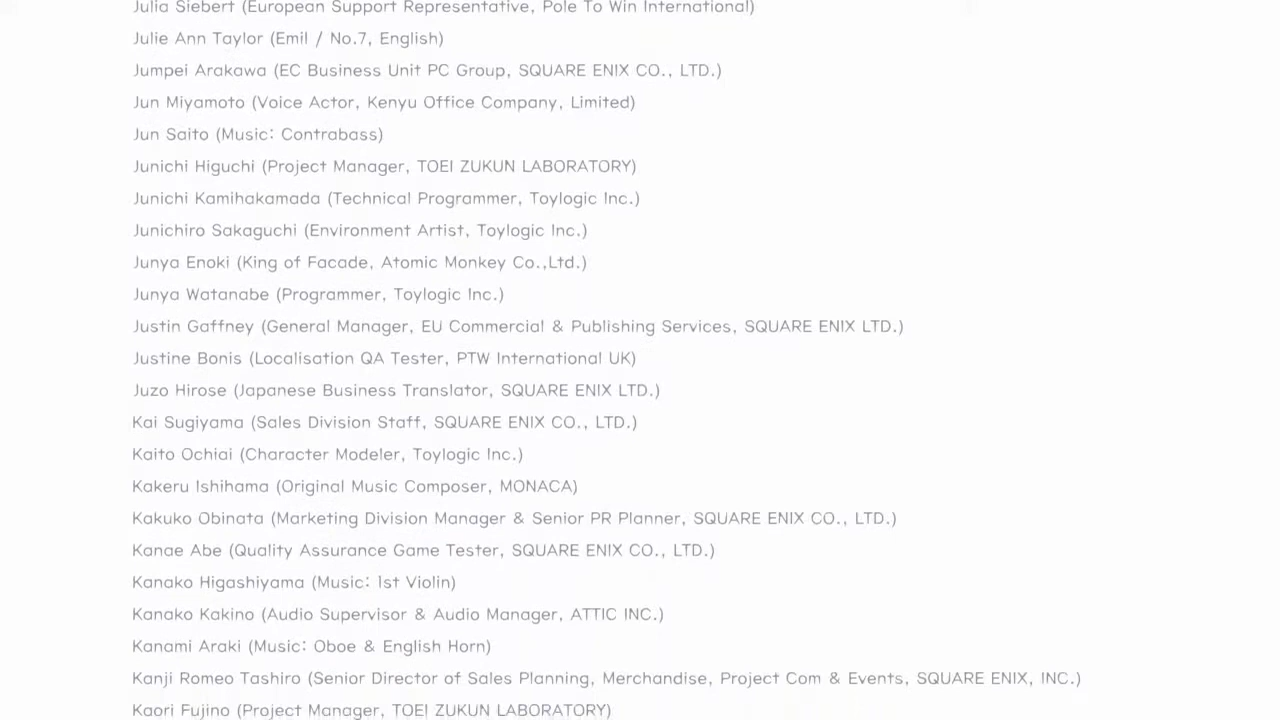 Julia Siebert (European Support Representative, Pole To Win International)
Julie Ann Taylor (Emil / No.7, English)
Jumpei Arakawa (EC Business Unit PC Group, SQUARE ENIX CO., LTD.)
Jun Miyamoto (Voice Actor, Kenyu Office Company, Limited)
Jun Saito (Music: Contrabass)
Junichi Higuchi (Project Manager, TOEI ZUKUN LABORATORY)
Junichi Kamihakamada (Technical Programmer, Toylogic Inc.)
Junichiro Sakaguchi (Environment Artist, Toylogic Inc.)
Junya Enoki (King of Facade, Atomic Monkey Co.,Ltd.)
Junya Watanabe (Programmer, Toylogic Inc.)
Justin Gaffney (General Manager, EU Commercial & Publishing Services, SQUARE ENIX LTD.)
Justine Bonis (Localisation QA Tester, PTW International UK)
Juzo Hirose (Japanese Business Translator, SQUARE ENIX LTD.)
Kai Sugiyama (Sales Division Staff, SQUARE ENIX CO., LTD.)
Kaito Ochiai (Character Modeler, Toylogic Inc.)
Kakeru Ishihama (Original Music Composer, MONACA)
Kakuko Obinata (Marketing Division Manager & Senior PR Planner, SQUARE ENIX CO., LTD.)
Kanae Abe (Quality Assurance Game Tester, SQUARE ENIX CO., LTD.)
Kanako Higashiyama (Music: 1st Violin)
Kanako Kakino (Audio Supervisor & Audio Manager, ATTIC INC.)
Kanami Araki (Music: Oboe & English Horn)
Kanji Romeo Tashiro (Senior Director of Sales Planning, Merchandise, Project Com & Events, SQUARE ENIX, INC.)
Kaori Fujino (Project Manager, TOEI ZUKUN LABORATORY)